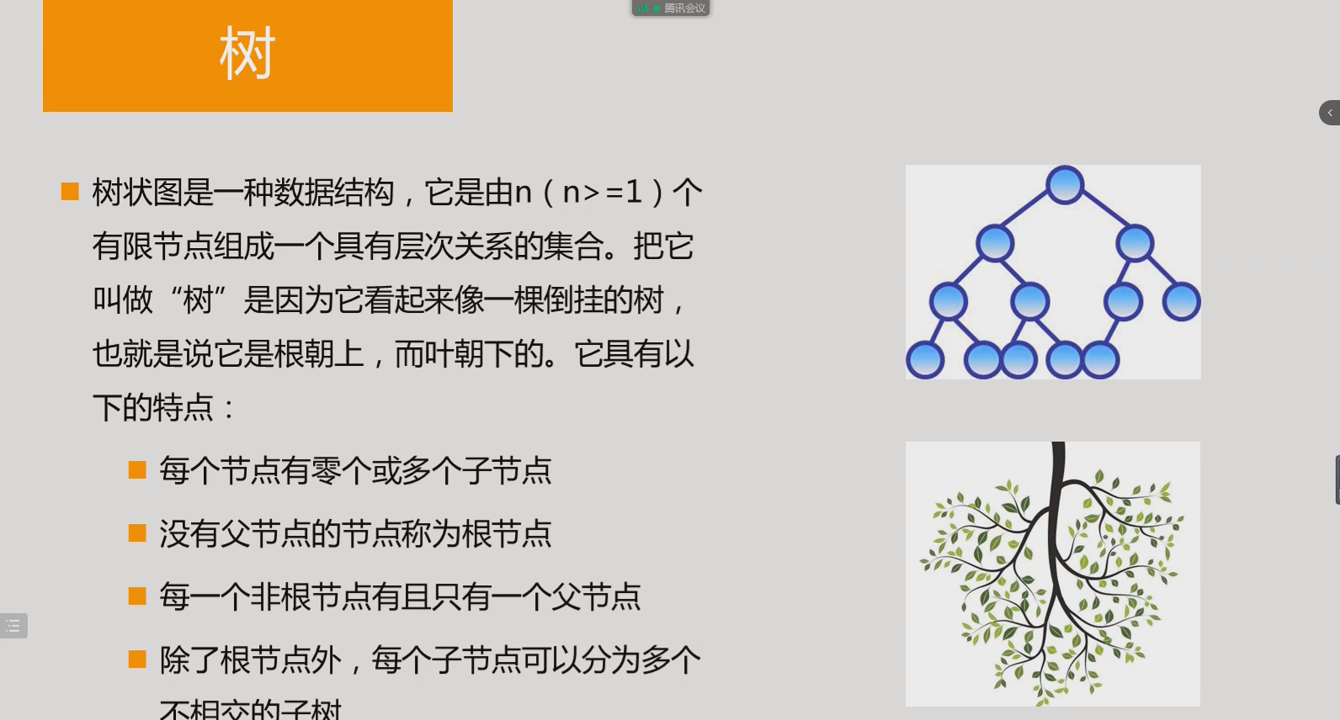 腾讯会议
树
树状图是一种数据结构，它是由n（n>=1）个
有限节点组成一个具有层次关系的集合。把它
叫做“树”是因为它看起来像一棵倒挂的树，
也就是说它是根朝上，而叶朝下的。它具有以
下的特点：
每个节点有零个或多个子节点
没有父节点的节点称为根节点
每一个非根节点有且只有一个父节点
除了根节点外，每个子节点可以分为多个
不相交的子树